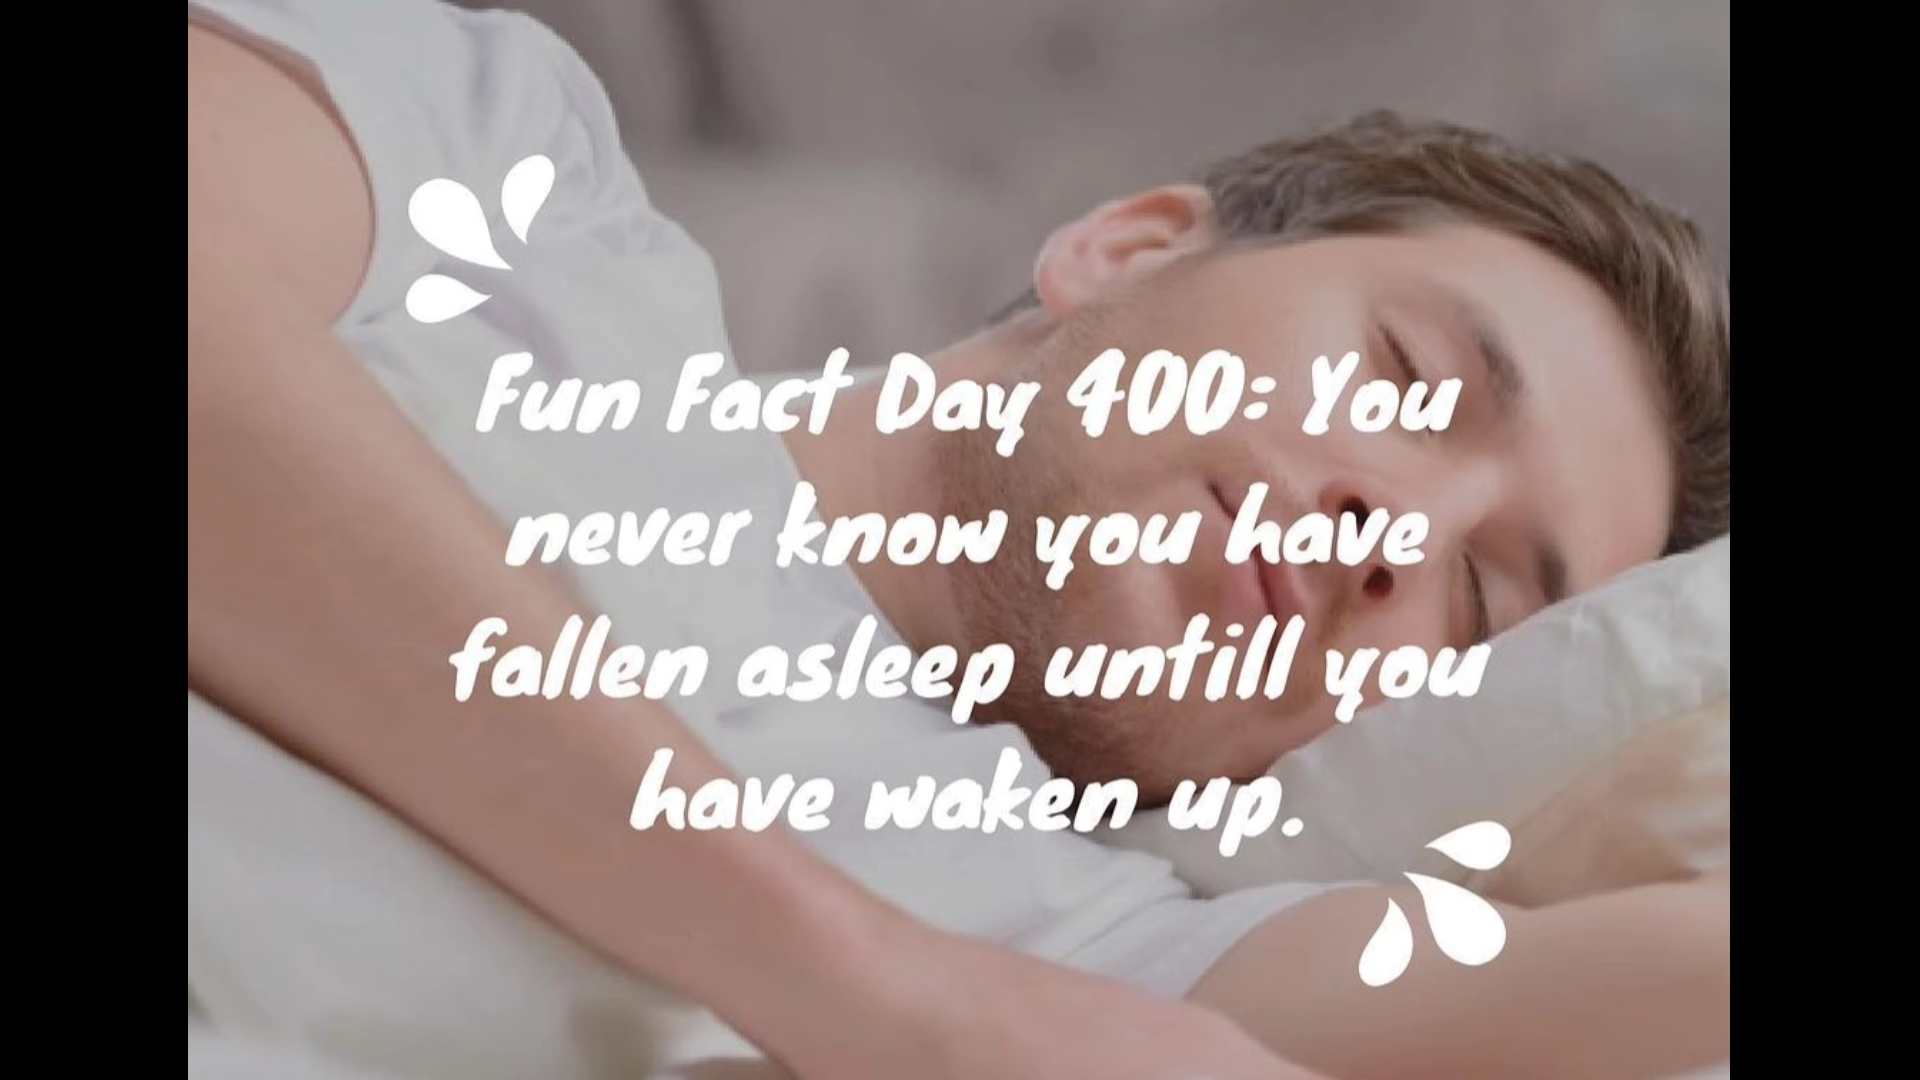 Fun Fact Day 400: You
never know you have
fallen asleep untill you
have waken up.